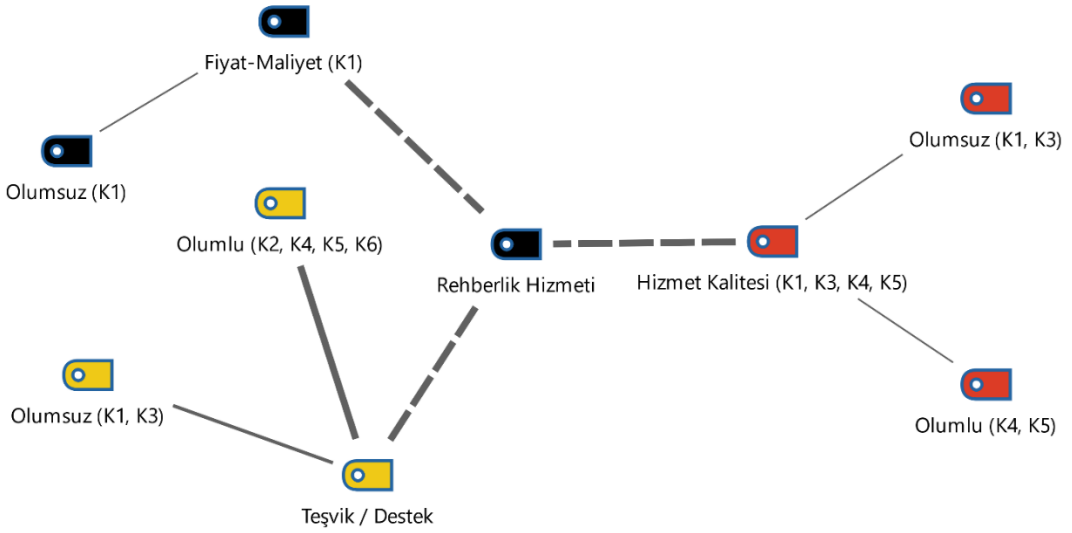 Fiyat-Maliyet (K1)
Olumsuz (K1, K3)
Olumsuz (K1)
Olumlu (K2, K4, K5, K6)
Rehberlik Hizmeti
Hizmet Kalitesi (K1, K3, K4, K5)
Olumsuz (K1, K3)
Olumlu (K4, K5)
Teşvik / Destek